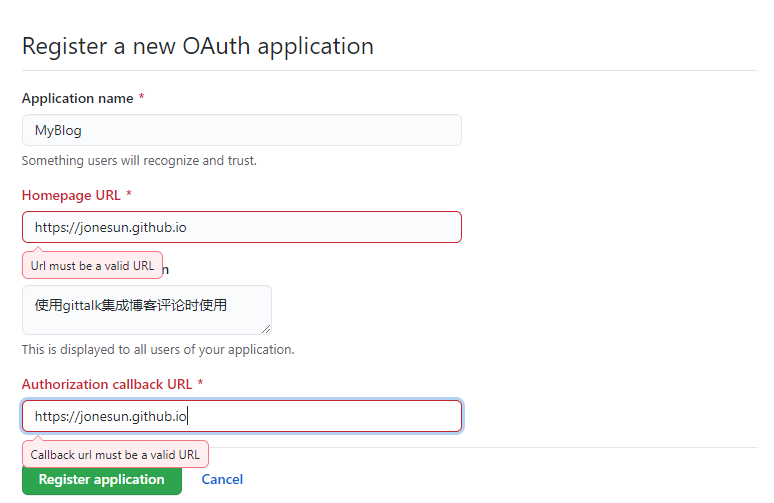 Register a new OAuth application
Application name *
MyBlog
Something users will recognize and trust.
Homepage URL *
https://jonesun.github.io
Url must be a valid URL
n
使用gittalk集成博客评论时使用
This is displayed to all users of your application.
Authorization callback URL *
https://jonesun.github.io
Callback url must be a valid URL
Register application
Cancel